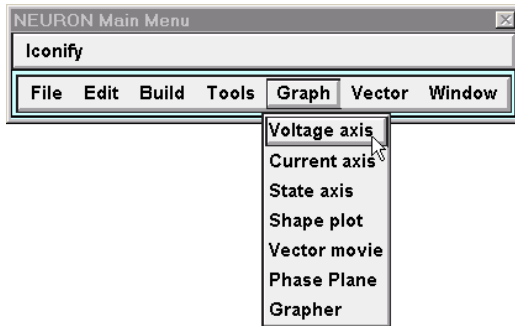 NEURON Main Menu
Iconify
File Edit Build Tools Graph Vector Window
Voltage axis
Current axis
State axis
Shape plot
Vector movie
Phase Plane
Grapher